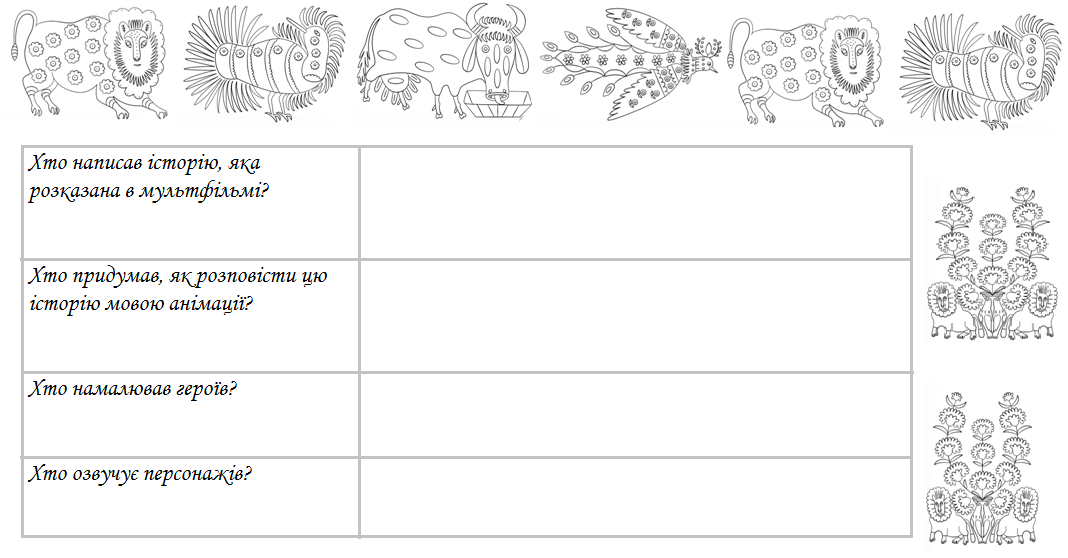 Хто написав історію, яка
розказана в мультфільмі?
Хто придумав, як розповісти цю
історію мовою анімації?
Хто намалював героїв?
Хто озвучує персонажів?